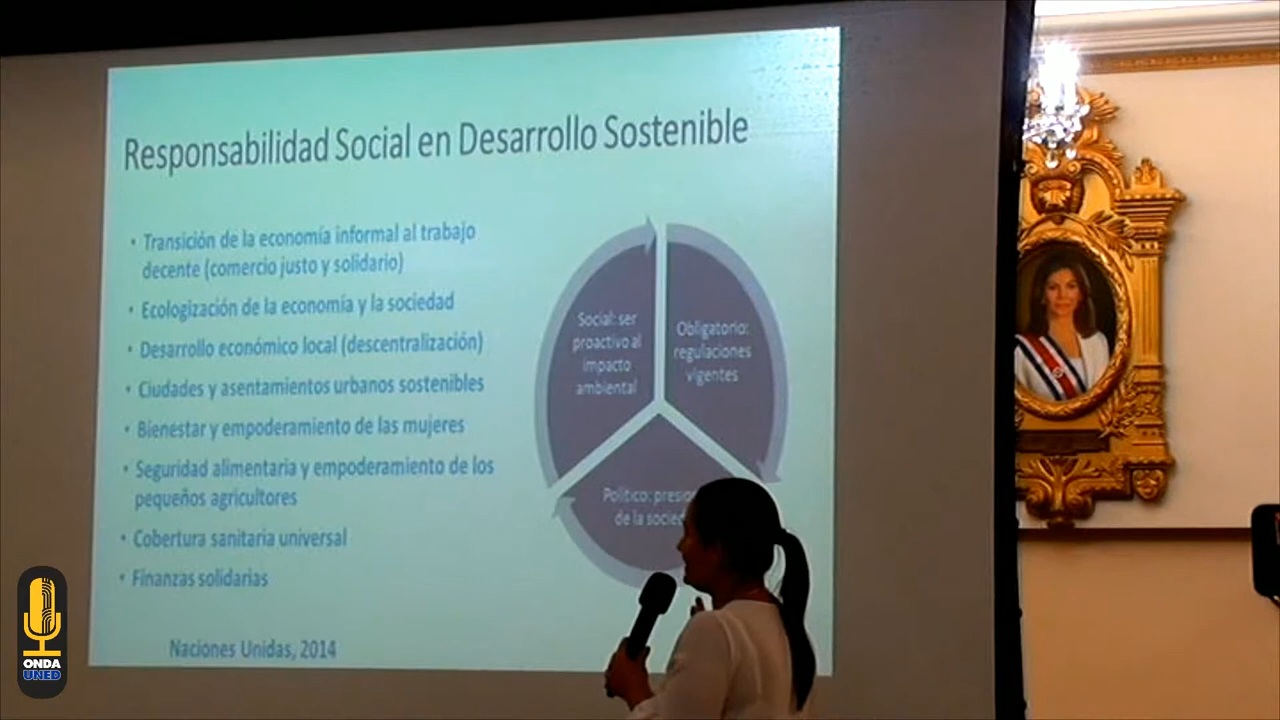 Responsabilidad Social en Desarrollo Sostenible
• Transición de la economía informal al trabajo
decente (comercio justo y solidario)
• Ecologización de la economía y la sociedad
• Desarrollo económico local (descentralización)
• Ciudades y asentamientos urbanos sostenibles
• Bienestar y empoderamiento de las mujeres
• Seguridad alimentaria y empoderamiento de los
pequeños agricultores
• Cobertura sanitaria universal
• Finanzas solidarias
Naciones Unidas, 2014
Social: ser
proactivo al
impacto
ambiental
Obligatorio:
regulaciones
vigentes
Político:
de la
ONDA
UNED